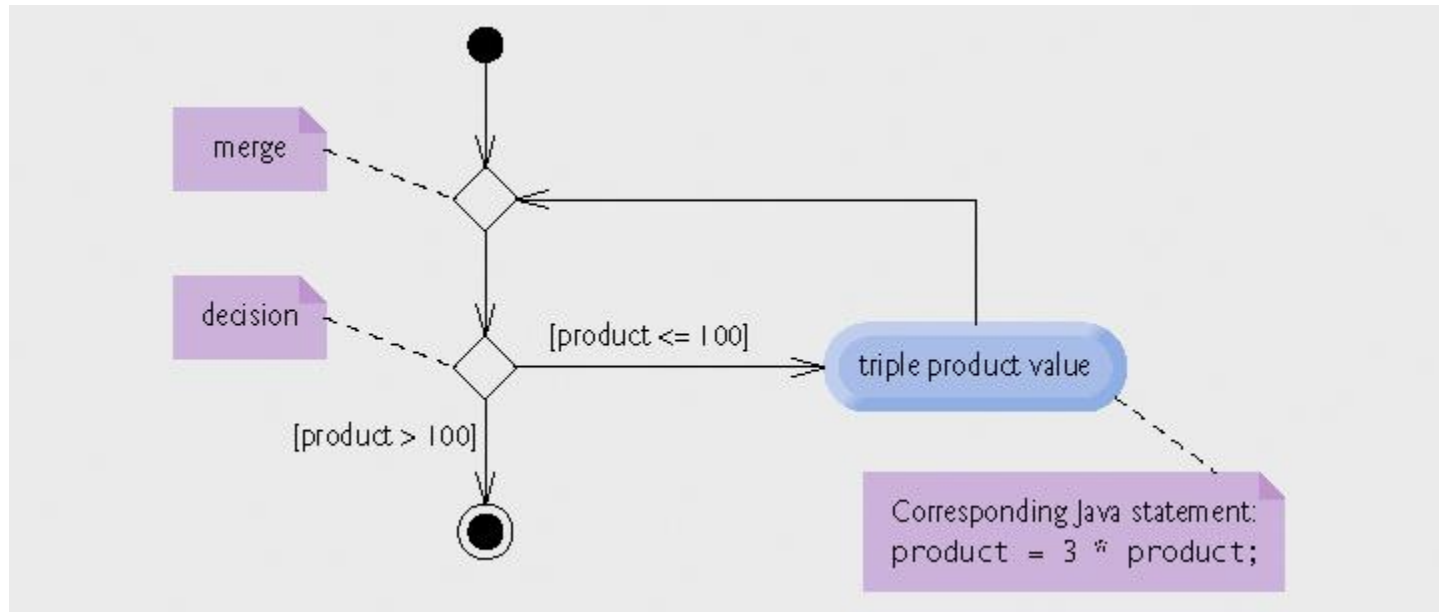 merge
decision
[product <= 100]
triple product value
[product > 100]
Corresponding Java statement:
product = 3 * product;